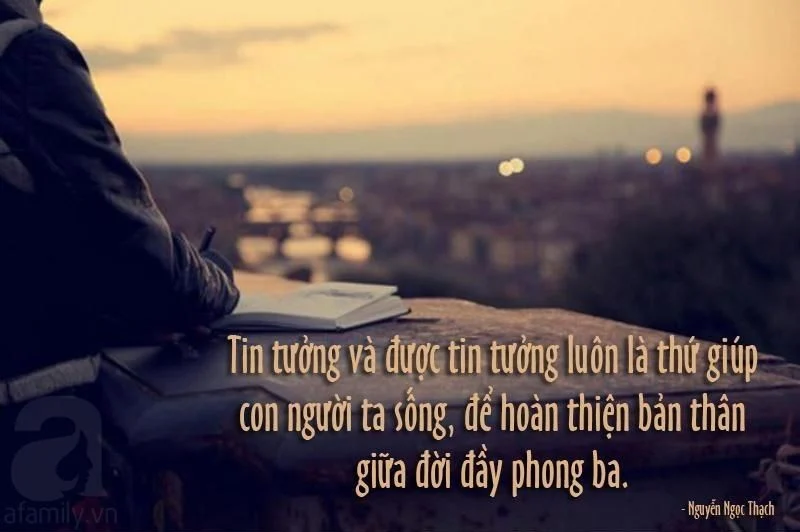 Tin tưởng và được tin tưởng luôn là thứ giúp
con người ta sống, để hoàn thiện bản thân
giữa đời đầy phong ba.
- Nguyễn Ngọc Thạch
a
afamily.vn